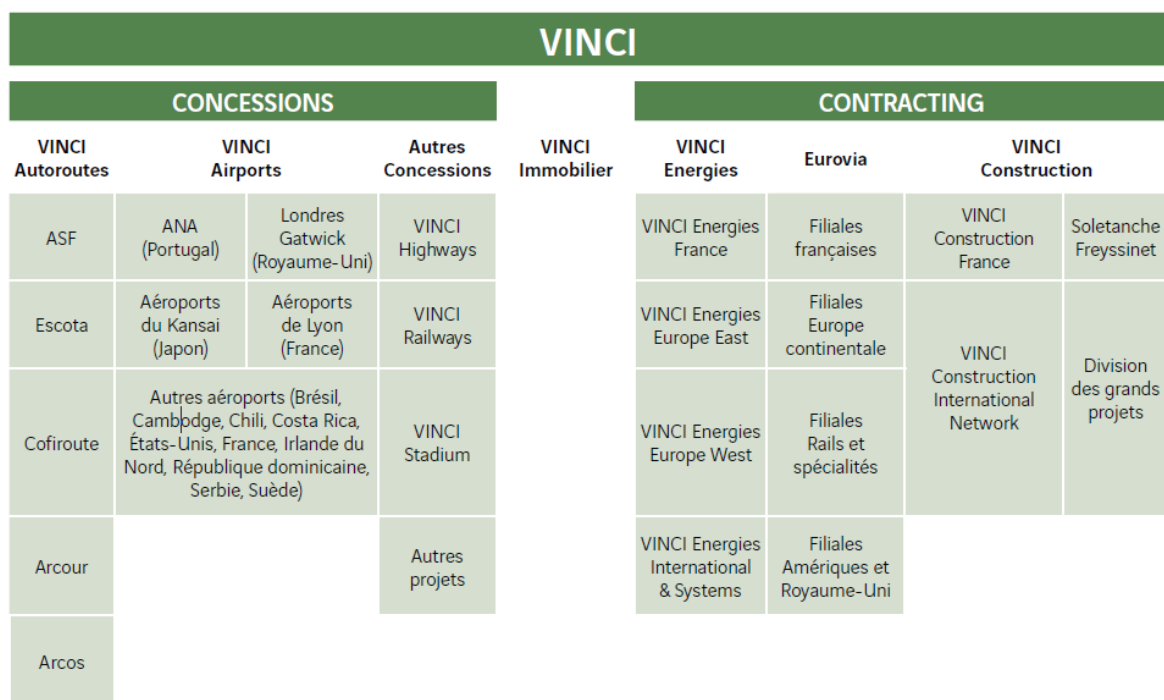 VINCI
CONCESSIONS
CONTRACTING
VINCI
Autoroutes
VINCI
Airports
Autres
Concessions
VINCI
Immobilier
VINCI
Energies
Eurovia
VINCI
Construction
ASF
ANA
(Portugal)
Londres
Gatwick
(Royaume-Uni)
VINCI
Highways
VINCI Energies
France
Filiales
françaises
VINCI
Construction
France
Soletanche
Freyssinet
Escota
Aéroports
du Kansai
(Japon)
Aéroports
de Lyon
(France)
VINCI
Railways
VINCI Energies
Europe East
Filiales
Europe
continentale
VINCI
Construction
International
Network
Division
des grands
projets
Cofiroute
Autres aéroports (Brésil,
Cambodge, Chili, Costa Rica,
États-Unis, France, Irlande du
Nord, République dominicaine,
Serbie, Suède)
VINCI
Stadium
VINCI Energies
Europe West
Filiales
Rails et
spécialités
Arcour
Autres
projets
VINCI Energies
International
& Systems
Filiales
Amériques et
Royaume-Uni
Arcos